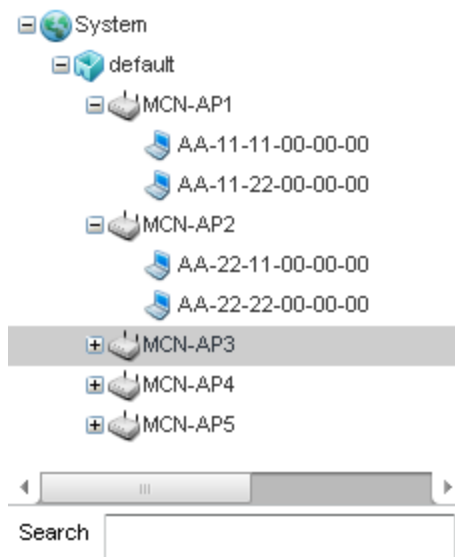 System
default
MCN-AP1
AA-11-11-00-00-00
AA-11-22-00-00-00
MCN-AP2
AA-22-11-00-00-00
AA-22-22-00-00-00
MCN-AP3
MCN-AP4
MCN-AP5
Search